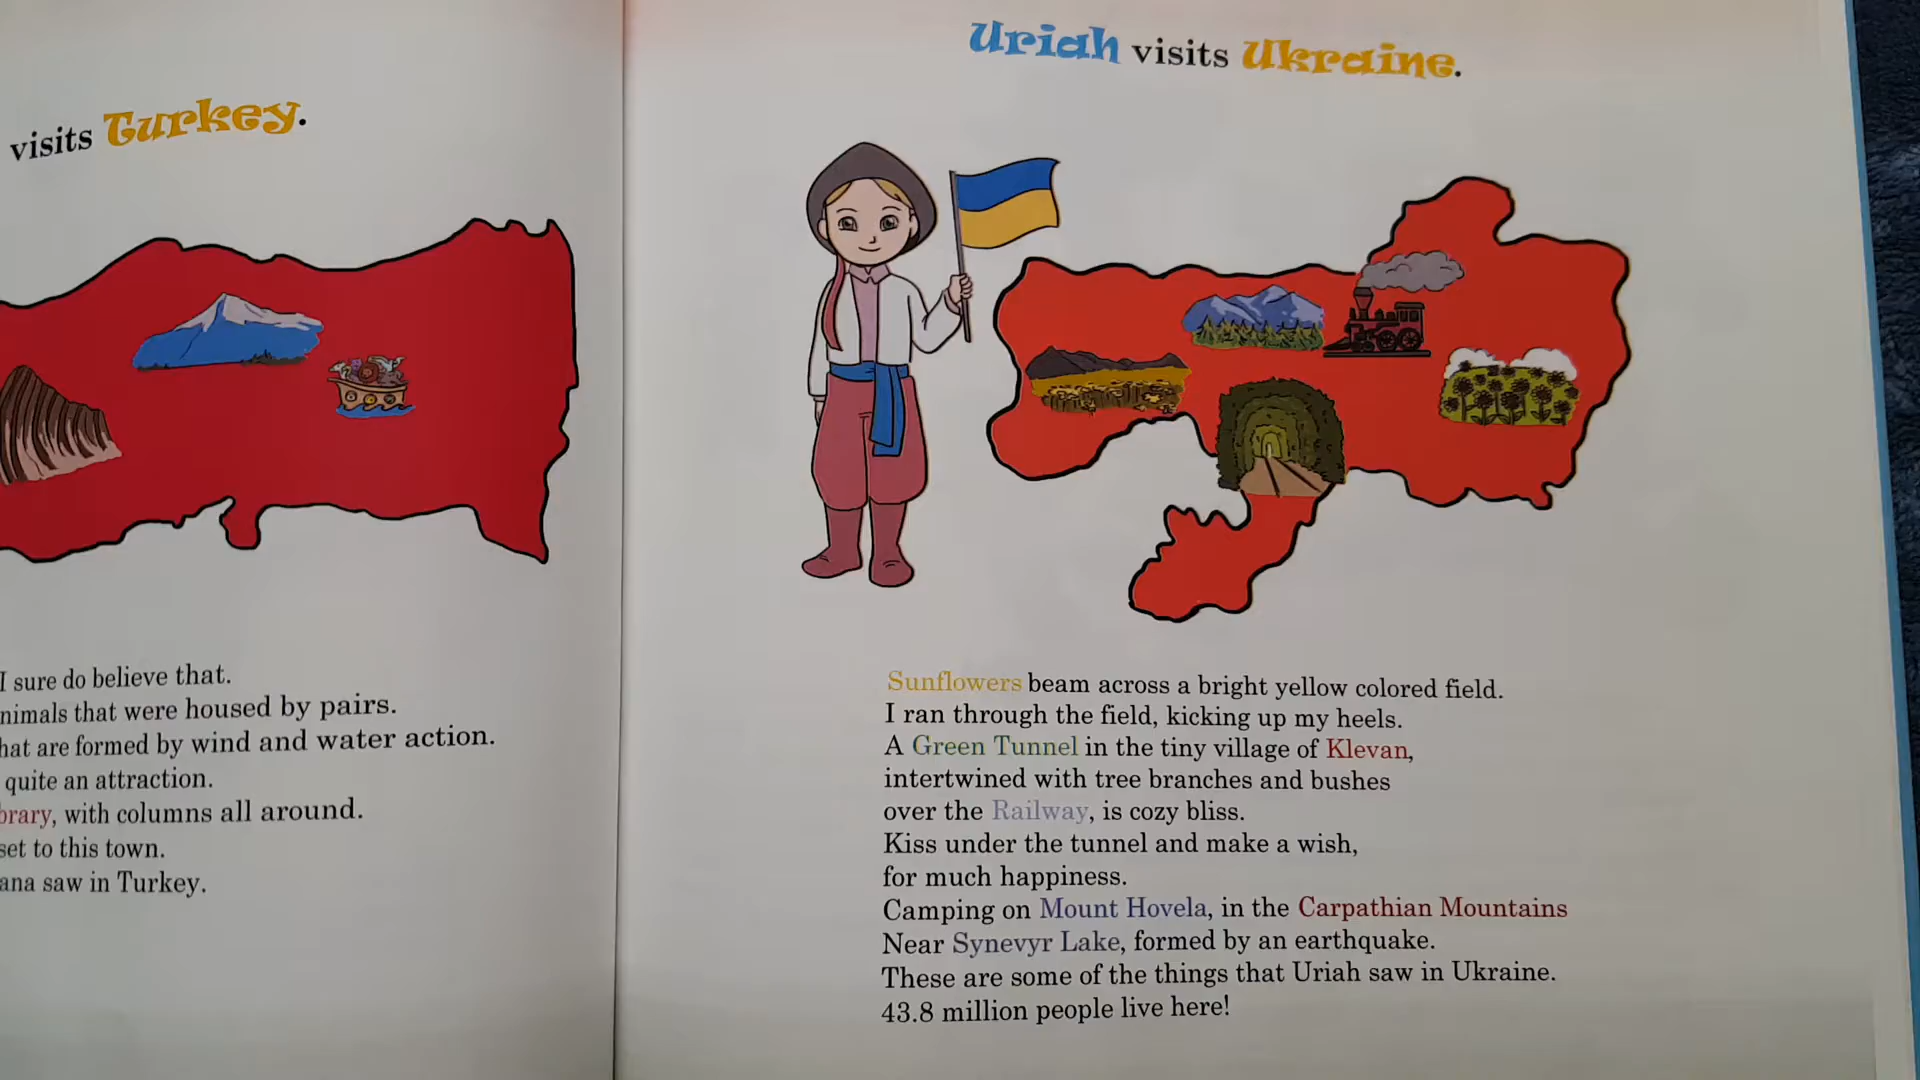 visits Turkey.
I sure do believe that.
that were housed by pairs.
are formed by wind and water action.
quite an attraction.
with columns all around.
to this town.
saw in Turkey.
Uriah visits Ukraine.
Sunflowers beam across a bright yellow colored field.
I ran through the field, kicking up my heels.
A Green Tunnel in the tiny village of Klevan,
intertwined with tree branches and bushes
over the Railway, is cozy bliss.
Kiss under the tunnel and make a wish,
for much happiness.
Camping on Mount Hovela, in the Carpathian Mountains
Near Synevyr Lake, formed by an earthquake.
These are some of the things that Uriah saw in Ukraine.
43.8 million people live here!